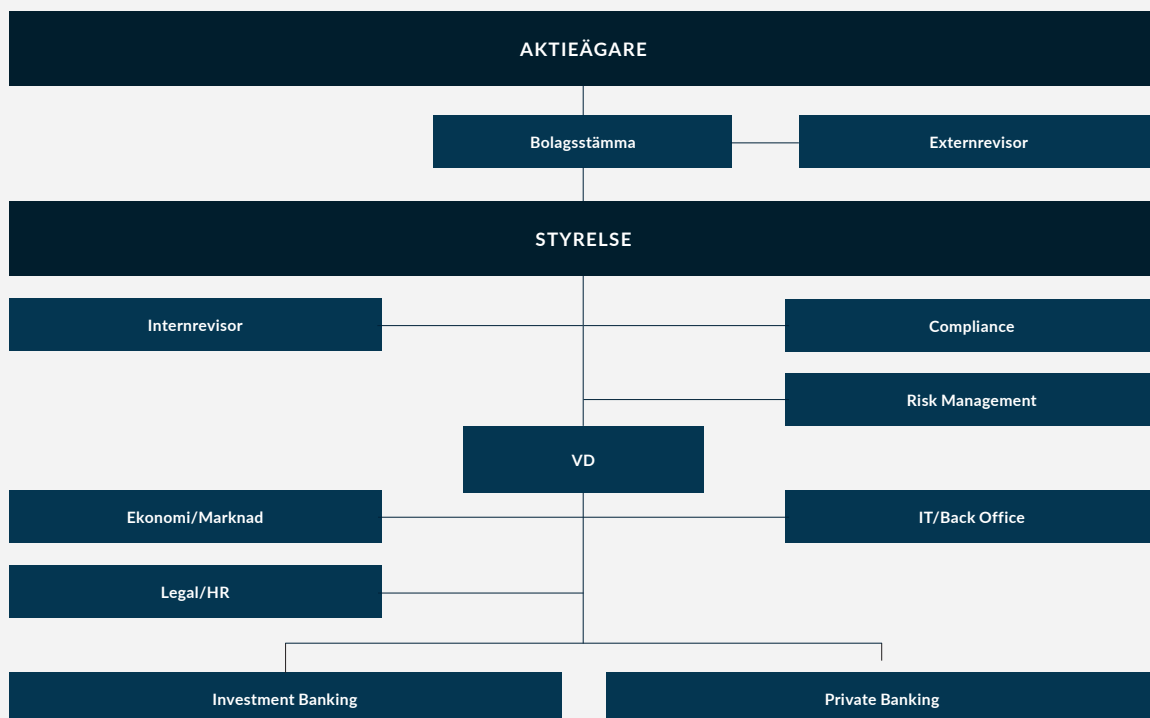 AKTIEÄGARE
Bolagsstämma
Externrevisor
STYRELSE
Internrevisor
Compliance
Risk Management
VD
Ekonomi/Marknad
IT/Back Office
Legal/HR
Investment Banking
Private Banking